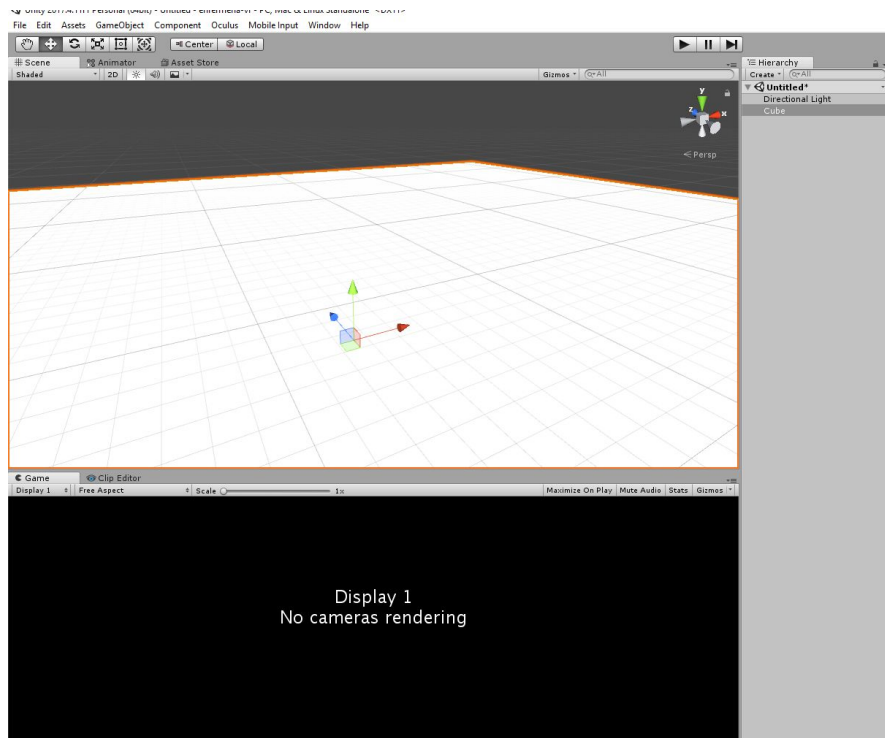 File Edit Assets GameObject Component Oculus Mobile Input Window Help
Center Local
Scene Animator Asset Store
Shaded 2D Gizmos All
y
z x
Persp
Hierarchy
Create All
Untitled*
Directional Light
Cube
Game Clip Editor
Display 1 Free Aspect Scale 1x Maximize On Play Mute Audio Stats Gizmos
Display 1
No cameras rendering